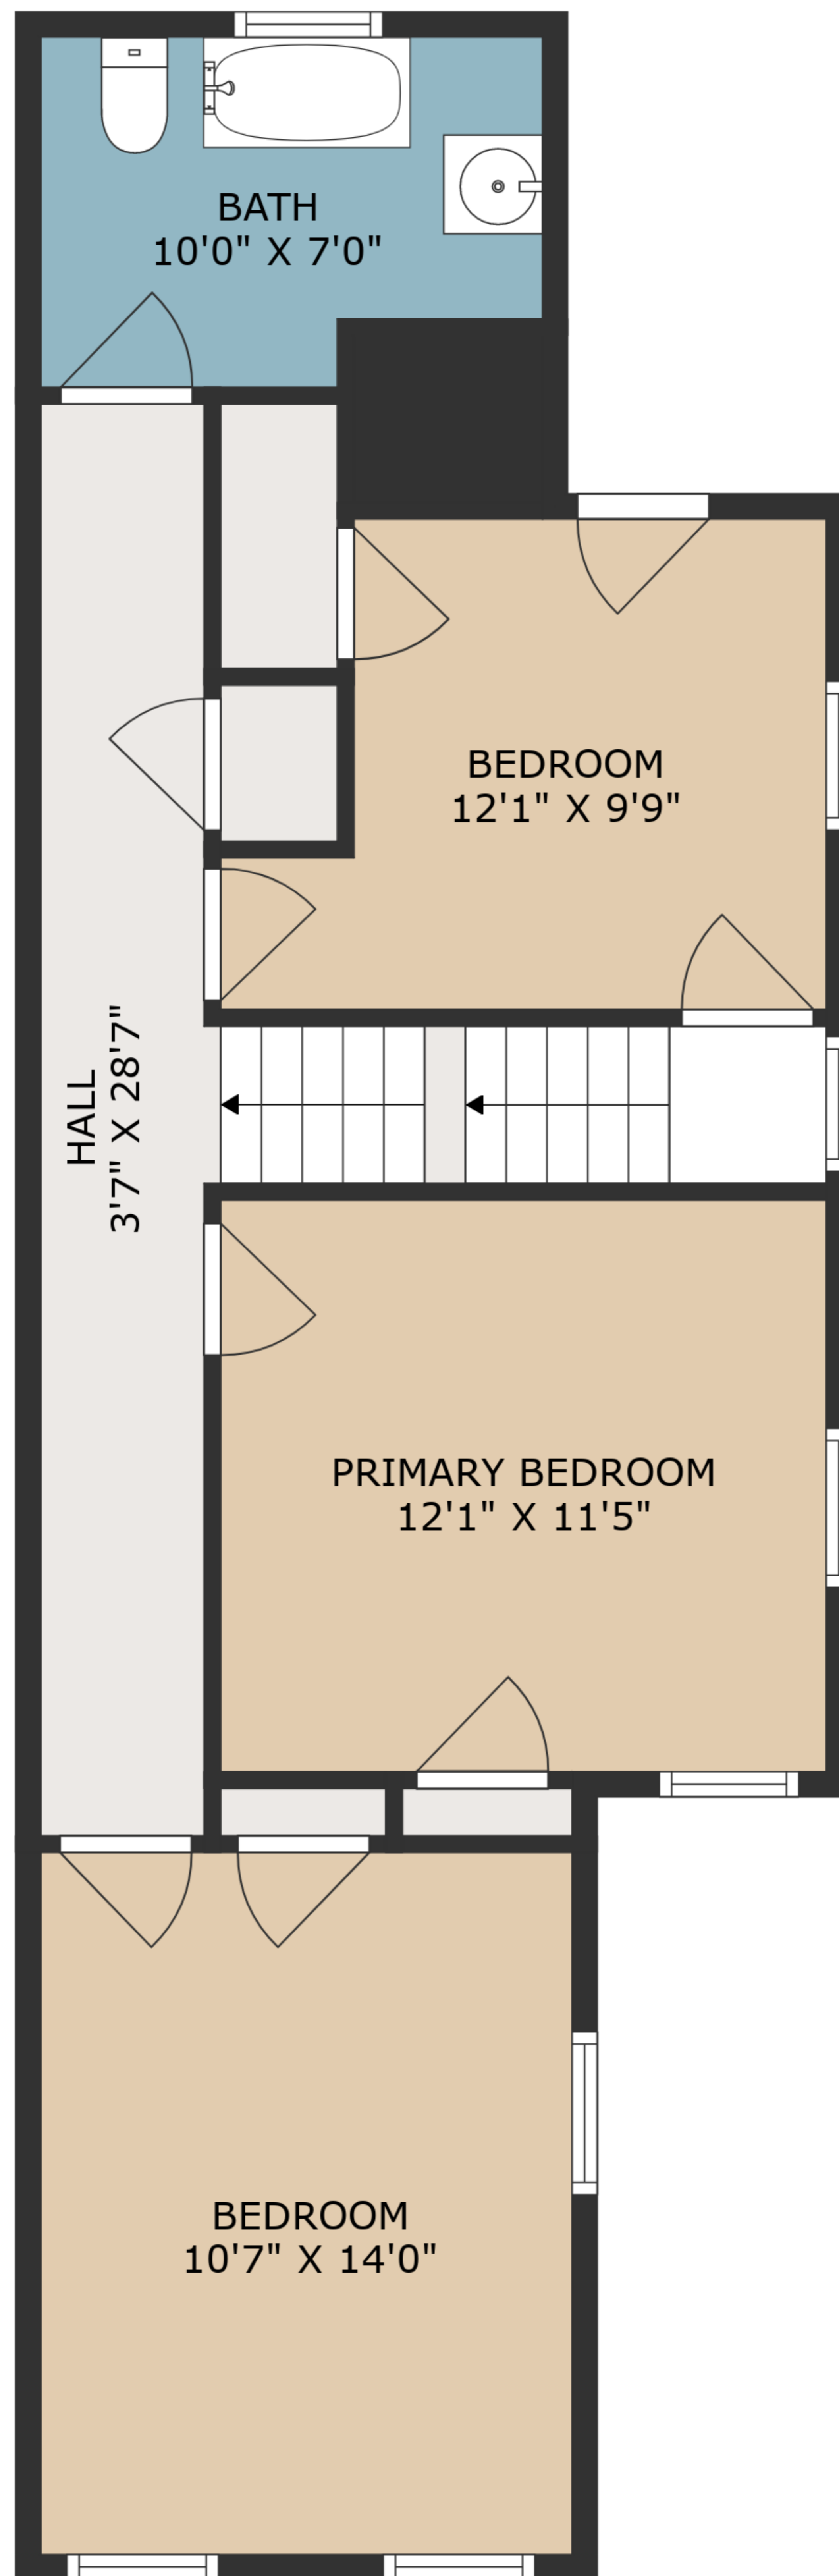 BATH
10'0" X 7'0"
BEDROOM
12'1" X 9'9"
HALL
3'7" X 28'7"
PRIMARY BEDROOM
12'1" X 11'5"
BEDROOM
10'7" X 14'0"